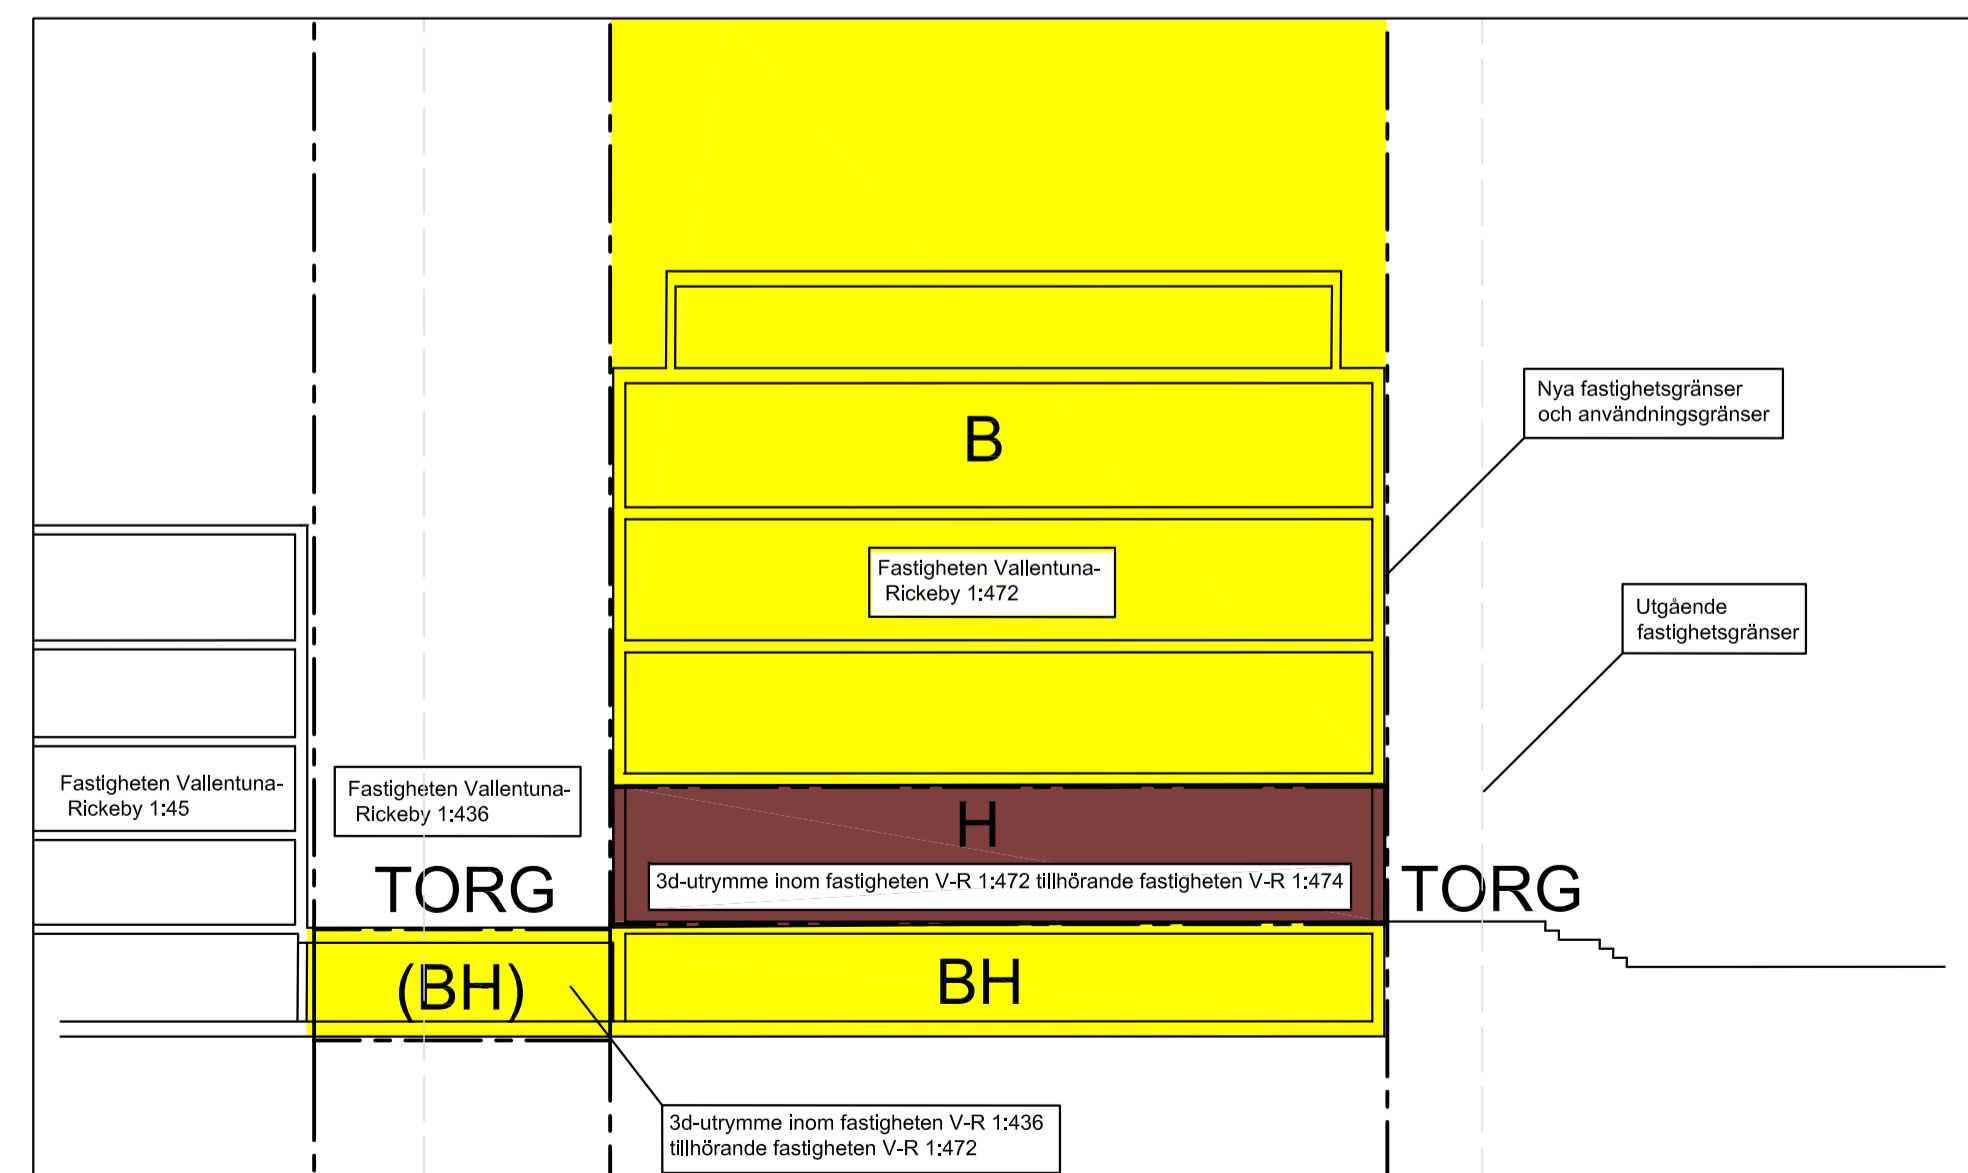 B
Nya fastighetsgränser
och användningsgränser
Fastigheten Vallentuna-
Rickeby 1:472
Utgående
fastighetsgränser
Fastigheten Vallentuna-
Rickeby 1:45
Fastigheten Vallentuna-
Rickeby 1:436
H
TORG
3d-utrymme inom fastigheten V-R 1:472 tillhörande fastigheten V-R 1:474
TORG
(BH)
BH
3d-utrymme inom fastigheten V-R 1:436
tillhörande fastigheten V-R 1:472